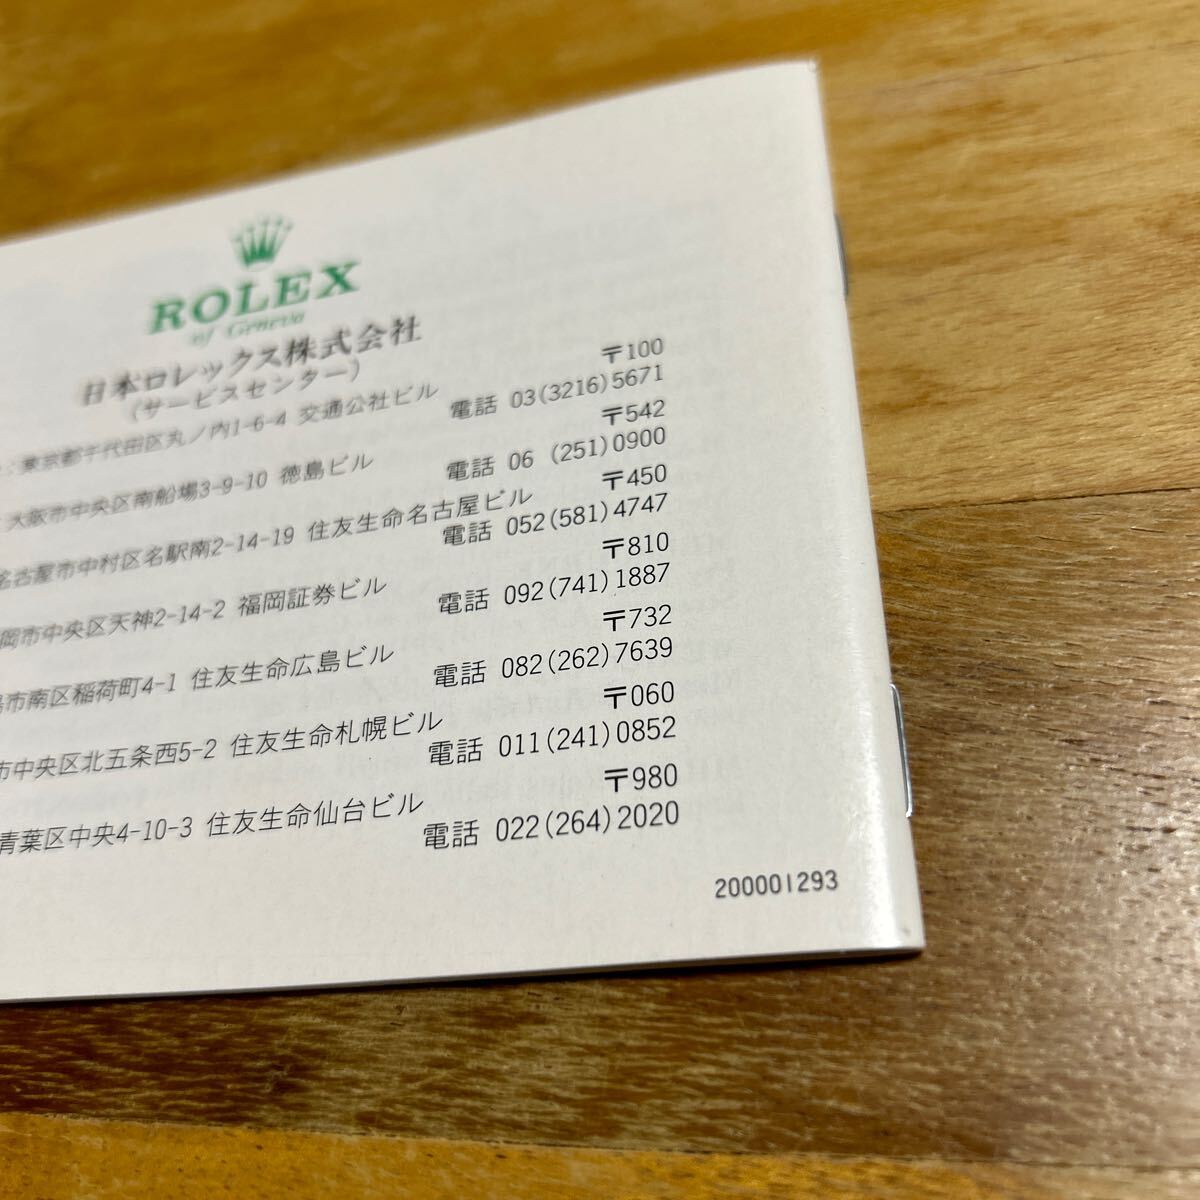 ROLEX
of Geneva
日本ロレックス株式会社
(サービスセンター)
〒100
:東京都千代田区丸ノ内1-6-4 交通公社ビル
電話 03(3216)5671
〒542
大阪市中央区南船場3-9-10 徳島ビル
電話 06 (251)0900
〒450
名古屋市中村区名駅南2-14-19 住友生命名古屋ビル
電話 052(581)4747
〒810
岡市中央区天神2-14-2 福岡証券ビル
電話 092(741)1887
〒732
島市南区稲荷町4-1 住友生命広島ビル
電話 082(262)7639
〒060
市中央区北五条西5-2 住友生命札幌ビル
電話 011(241)0852
〒980
青葉区中央4-10-3 住友生命仙台ビル
電話 022(264)2020
200001293